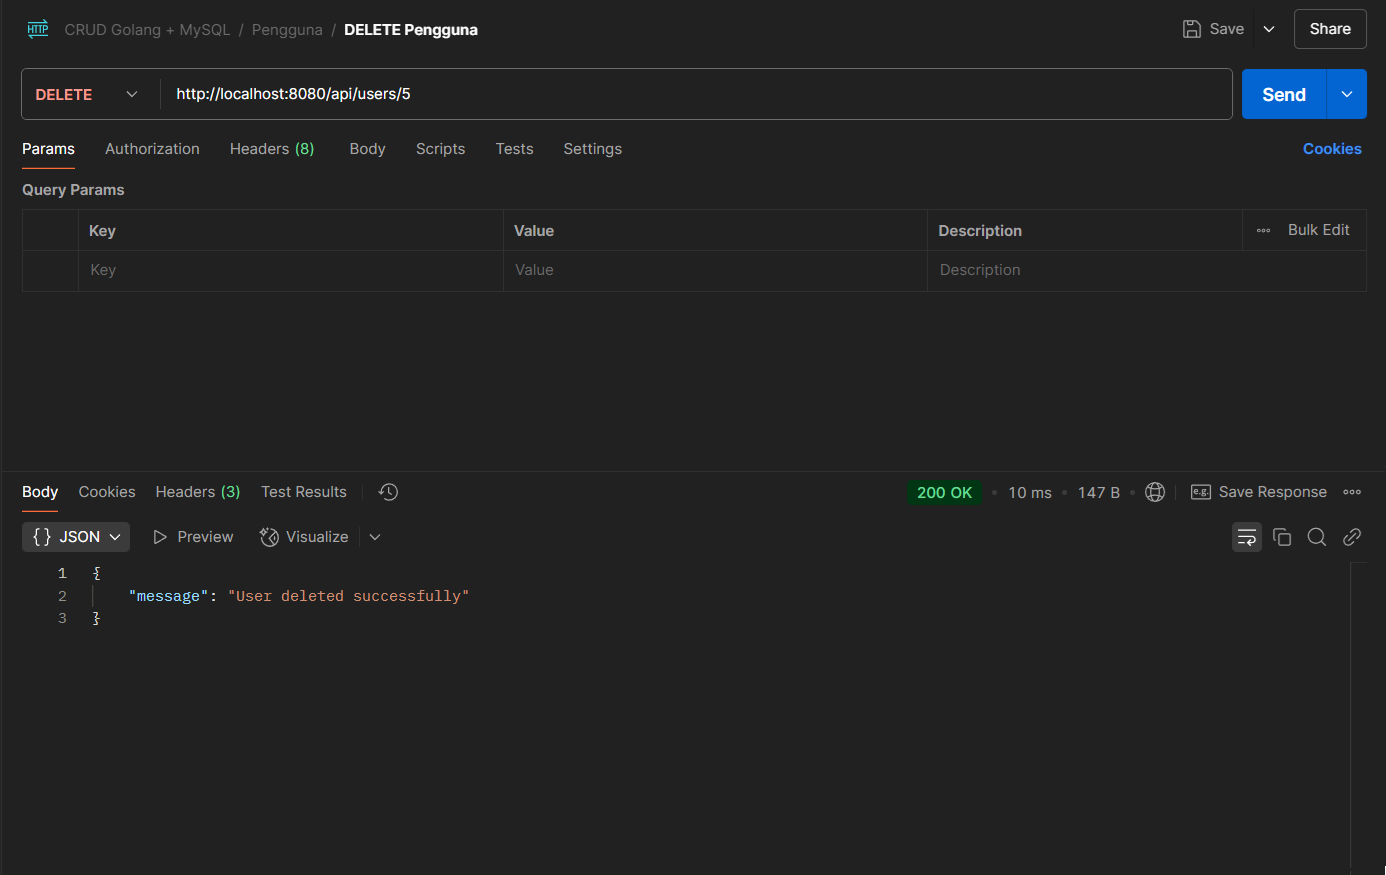 HTTP CRUD Golang + MySQL / Pengguna / DELETE Pengguna Save Share
DELETE http://localhost:8080/api/users/5 Send
Params Authorization Headers (8) Body Scripts Tests Settings Cookies
Query Params
Key Value Description Bulk Edit
Key Value Description
Body Cookies Headers (3) Test Results 200 OK 10 ms 147 B e.g. Save Response
{} JSON Preview Visualize
1 {
2 "message": "User deleted successfully"
3 }